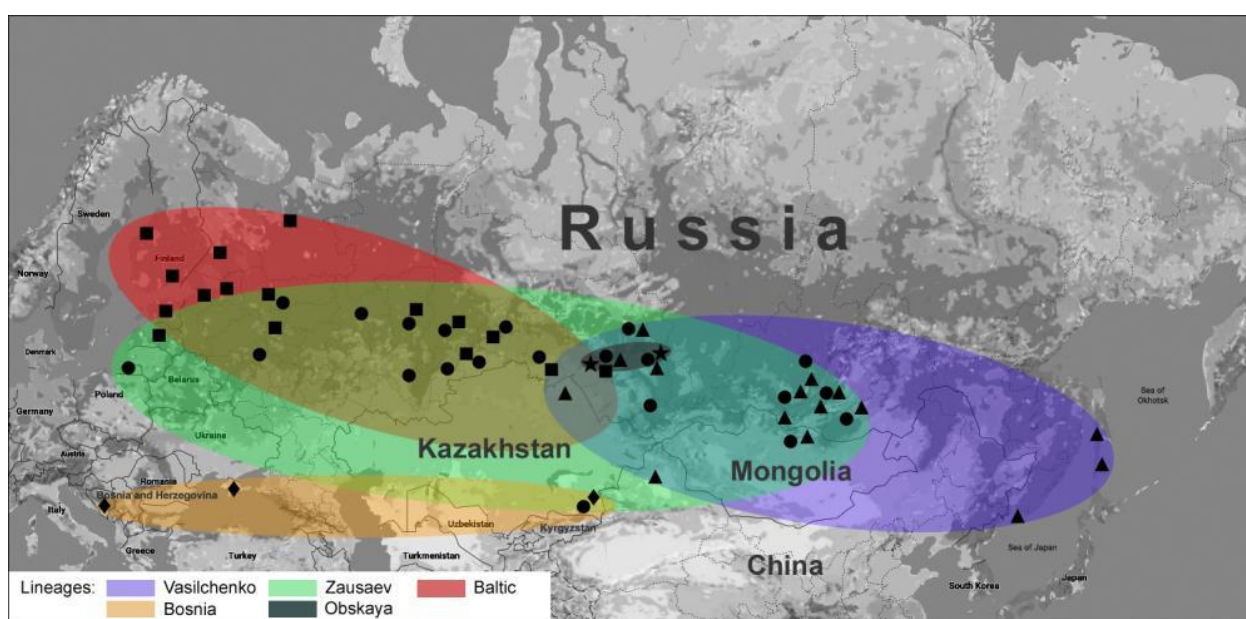 Russia
Sweden
Finland
Norway
Denmark
Belarus
Poland
Germany
Ukraine
Kazakhstan
Mongolia
Sea of
Okhotsk
Austria
Romania
Bosnia and Herzegovina
Italy
Greece
Turkey
Uzbekistan
Turkmenistan
Kyrgyzstan
China
Sea of Japan
South Korea
Japan
Lineages: Vasilchenko Zausaev Baltic
Bosnia Obskaya